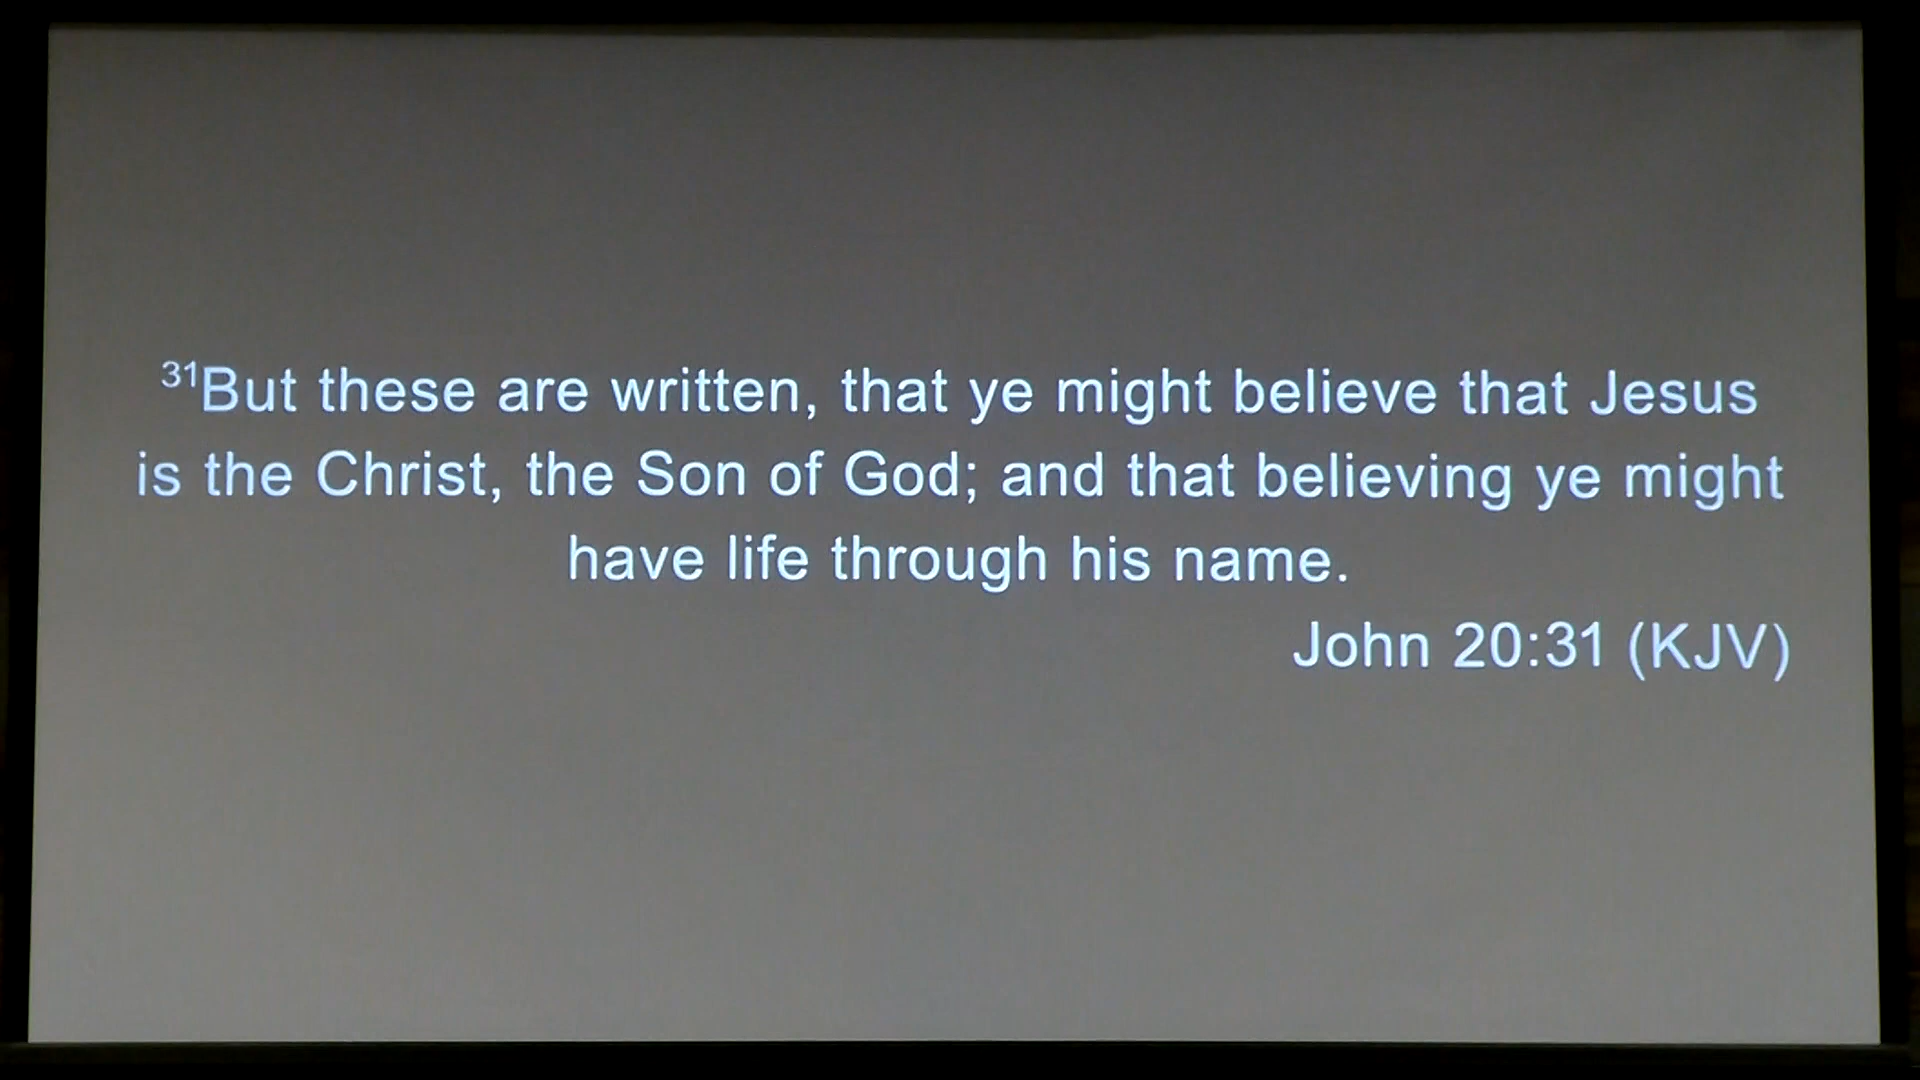 ³¹But these are written, that ye might believe that Jesus
is the Christ, the Son of God; and that believing ye might
have life through his name.
John 20:31 (KJV)